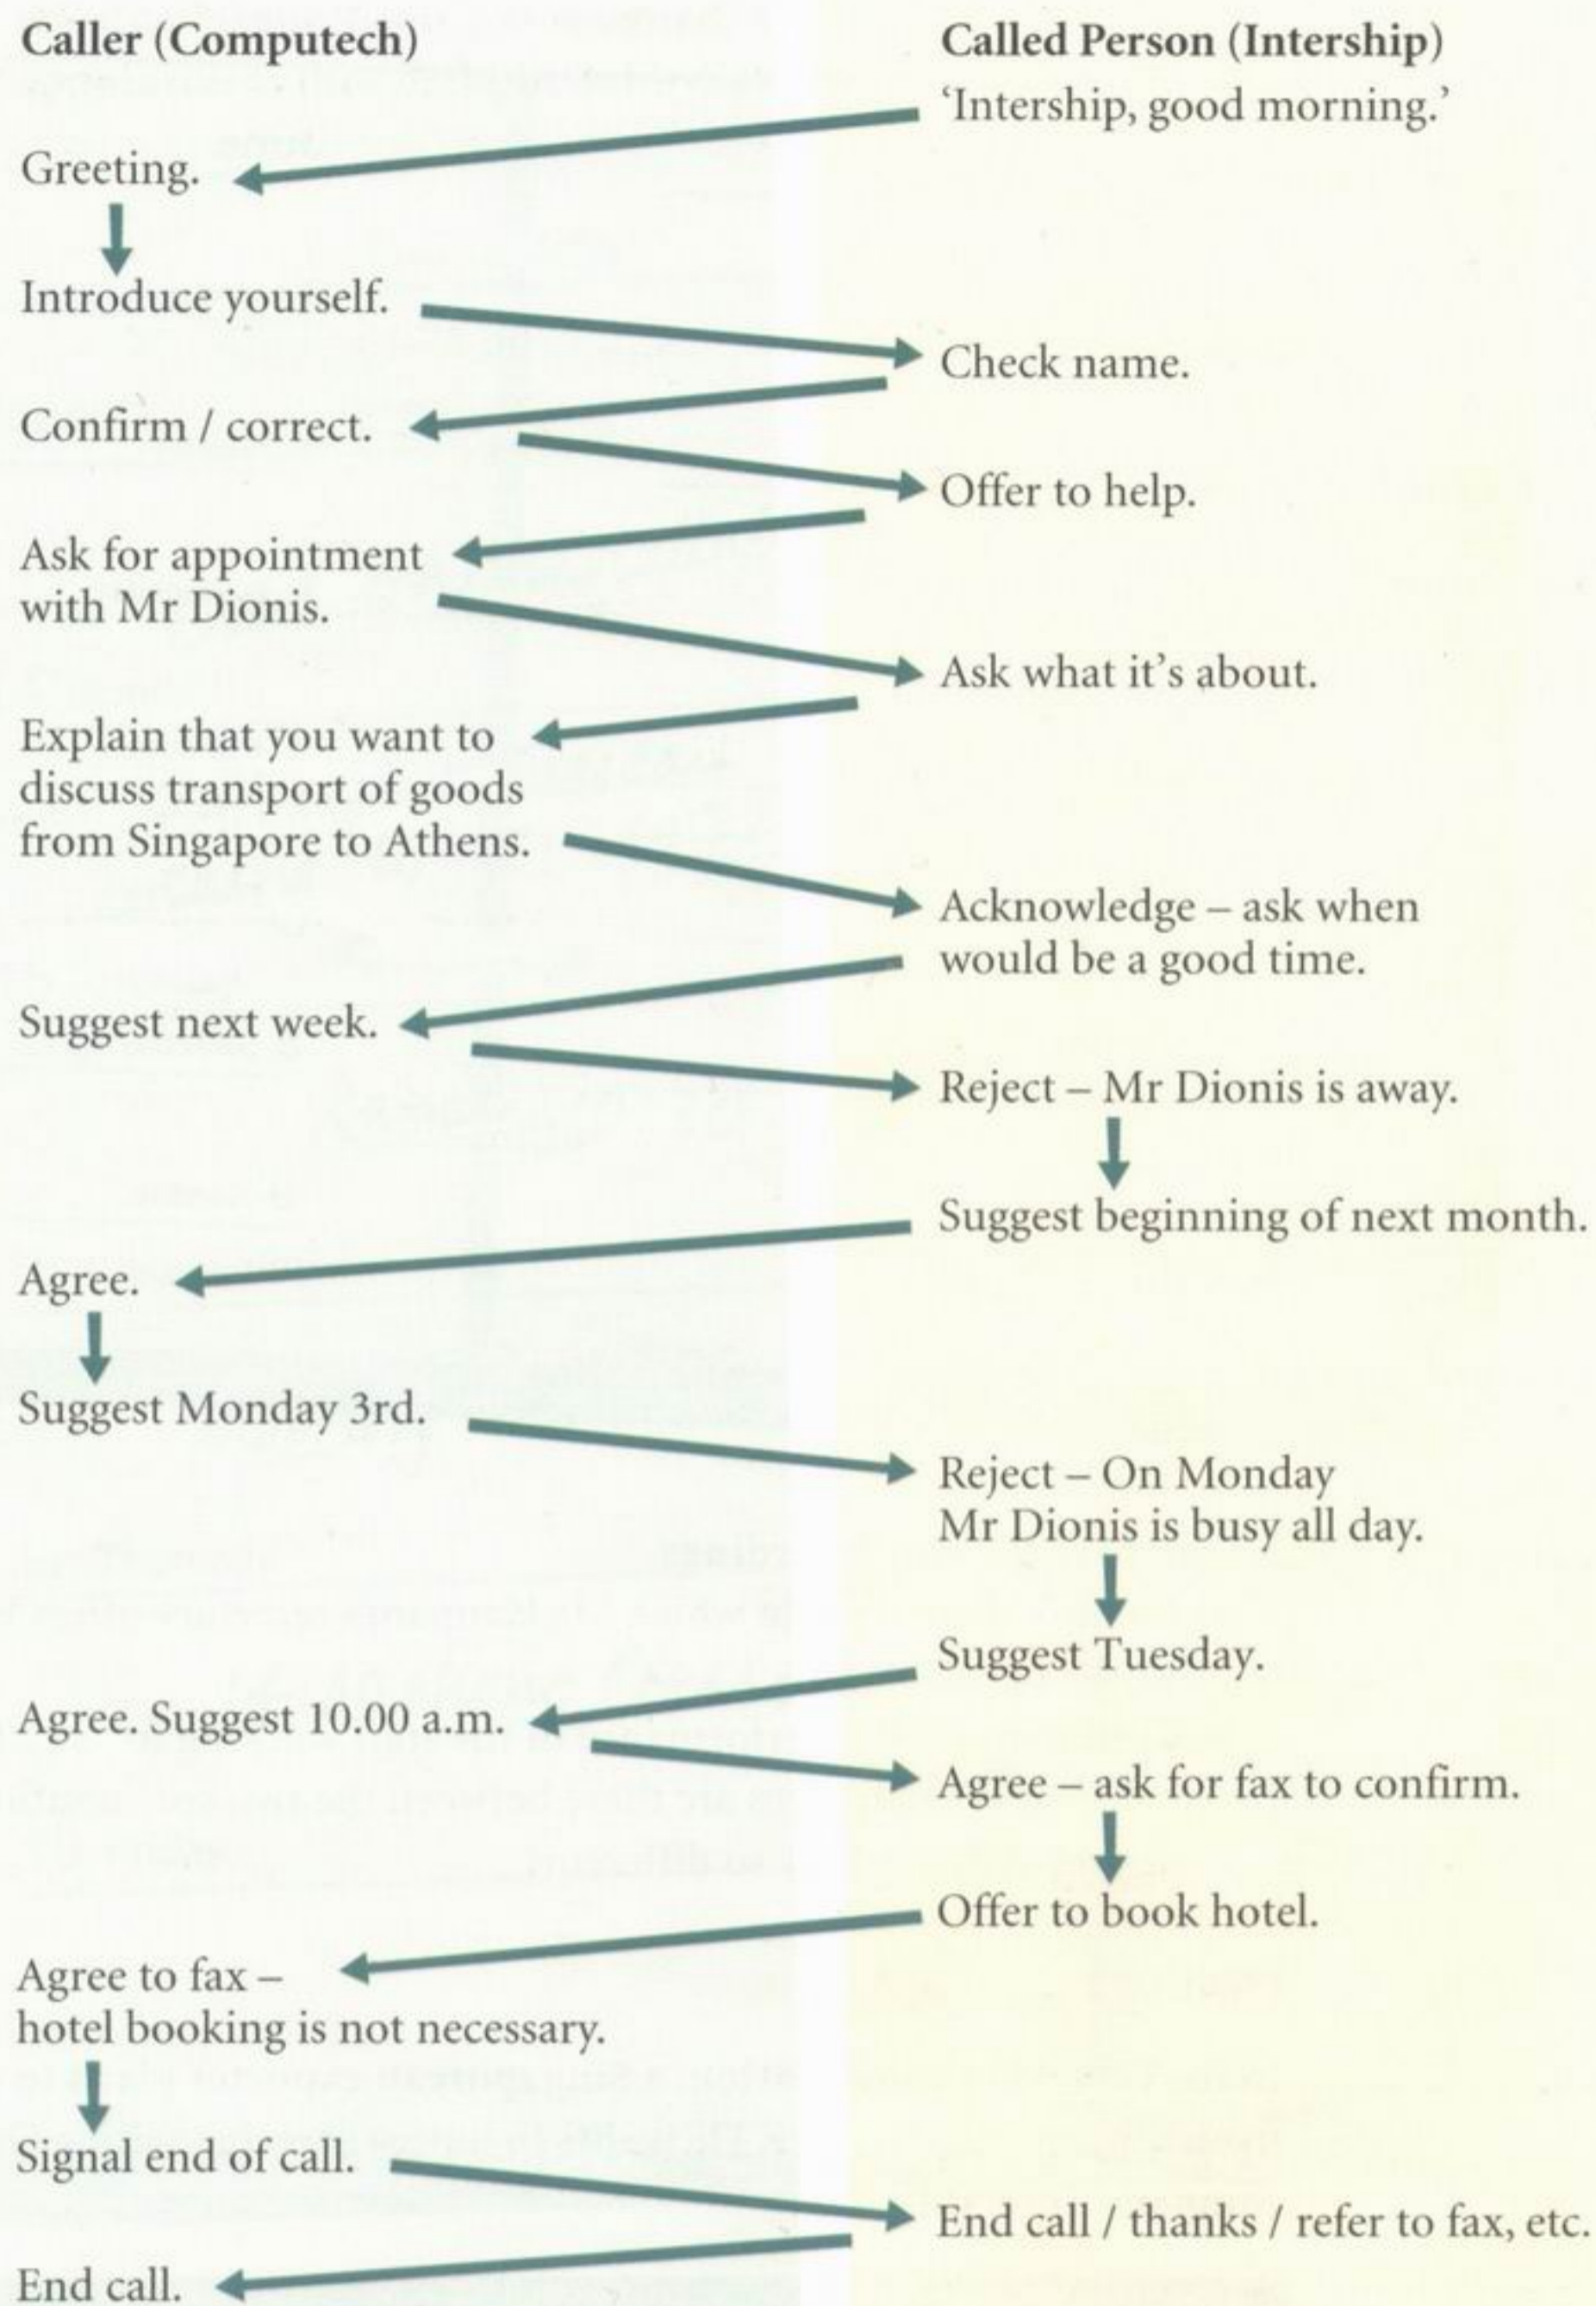 Caller (Computech)
Called Person (Intership)
‘Intership, good morning.’
Greeting.
Introduce yourself.
Check name.
Confirm / correct.
Offer to help.
Ask for appointment
with Mr Dionis.
Ask what it’s about.
Explain that you want to
discuss transport of goods
from Singapore to Athens.
Acknowledge – ask when
would be a good time.
Suggest next week.
Reject – Mr Dionis is away.
Suggest beginning of next month.
Agree.
Suggest Monday 3rd.
Reject – On Monday
Mr Dionis is busy all day.
Suggest Tuesday.
Agree. Suggest 10.00 a.m.
Agree – ask for fax to confirm.
Offer to book hotel.
Agree to fax –
hotel booking is not necessary.
Signal end of call.
End call / thanks / refer to fax, etc.
End call.